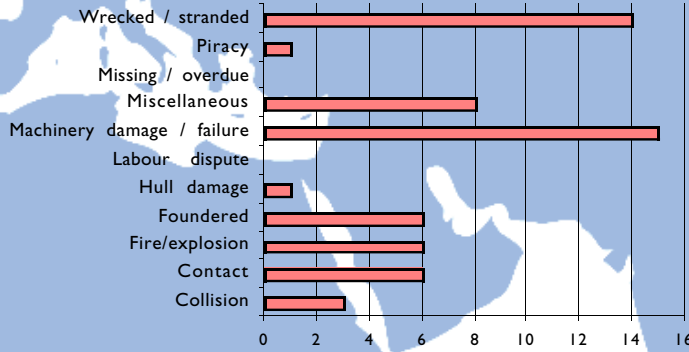 Wrecked / stranded
Piracy
Missing / overdue
Miscellaneous
Machinery damage / failure
Labour dispute
Hull damage
Foundered
Fire/explosion
Contact
Collision
0 2 4 6 8 10 12 14 16